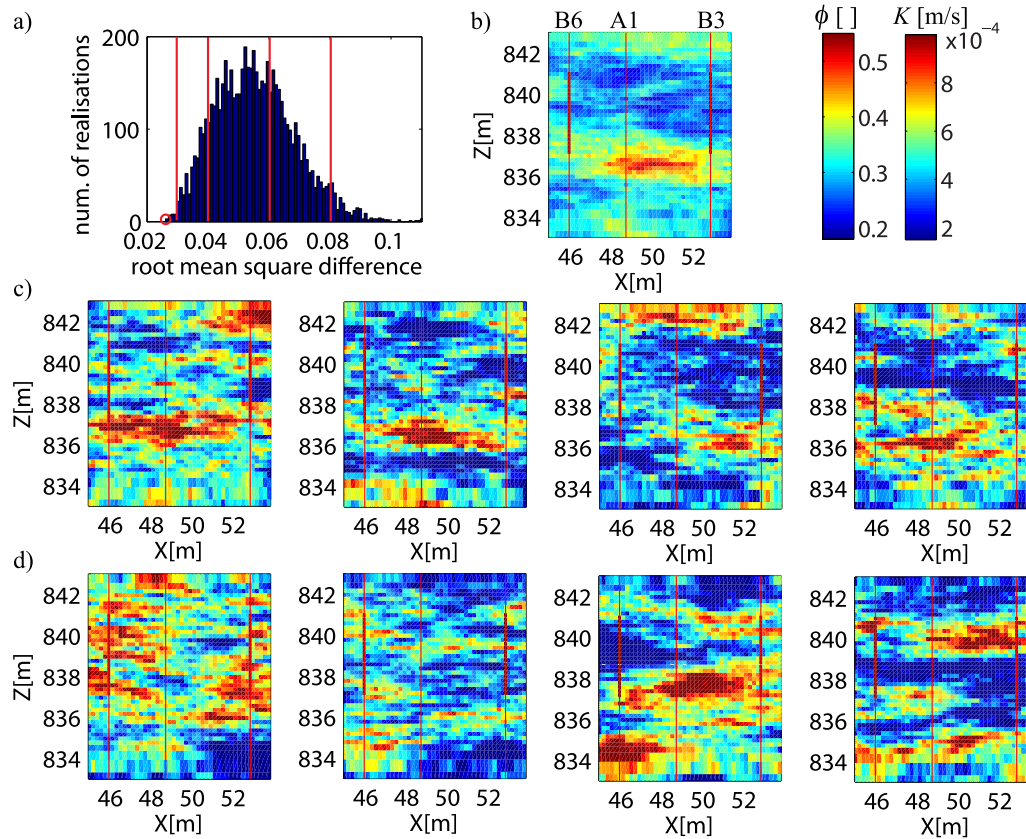 a)
200
100
0
num. of realisations
0.02 0.04 0.06 0.08 0.1
root mean square difference
b)
B6 A1 B3
842
840
838
836
834
Z[m]
46 48 50 52
X[m]
ϕ [ ] K [m/s]
x10⁻⁴
0.5
0.4
0.3
0.2
8
6
4
2
c)
842
840
838
836
834
Z[m]
46 48 50 52
X[m]
842
840
838
836
834
46 48 50 52
X[m]
842
840
838
836
834
46 48 50 52
X[m]
842
840
838
836
834
46 48 50 52
X[m]
d)
842
840
838
836
834
Z[m]
46 48 50 52
X[m]
842
840
838
836
834
46 48 50 52
X[m]
842
840
838
836
834
46 48 50 52
X[m]
842
840
838
836
834
46 48 50 52
X[m]